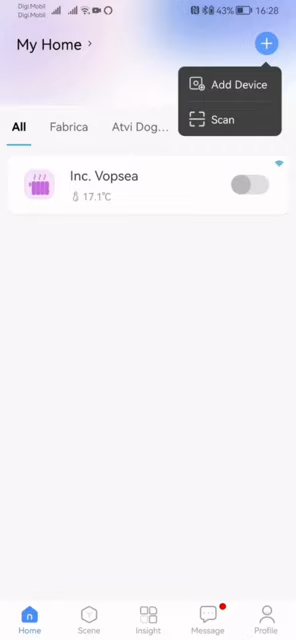 Digi.Mobil
Digi.Mobil
43%
16:28
My Home
Add Device
Scan
All
Fabrica
Atvi Dog...
Inc. Vopsea
17.1°C
Home
Scene
Insight
Message
Profile